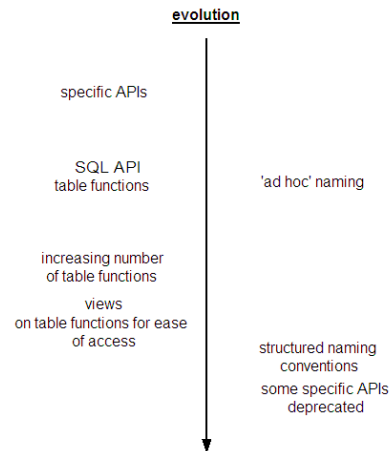 evolution
specific APIs
SQL API
table functions
'ad hoc' naming
increasing number
of table functions
views
on table functions for ease
of access
structured naming
conventions
some specific APIs
deprecated